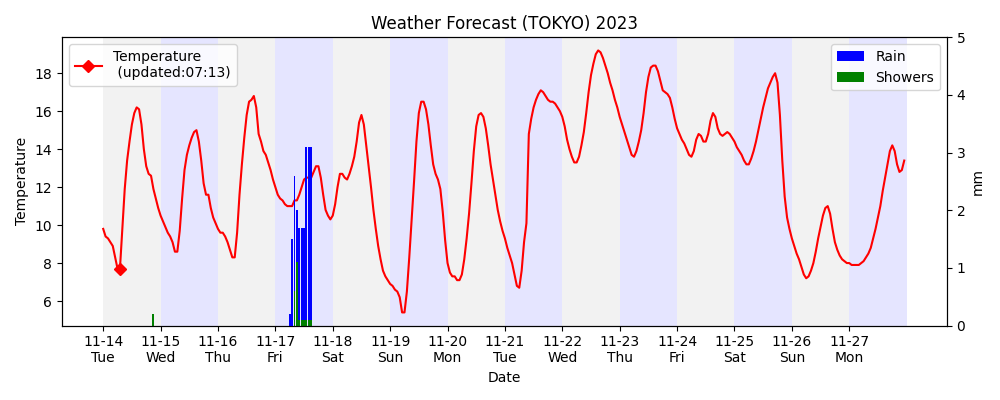 Weather Forecast (TOKYO) 2023
Temperature
(updated:07:13)
Rain
Showers
Temperature
18
16
14
12
10
8
6
5
4
3
2
1
0
mm
11-14 11-15 11-16 11-17 11-18 11-19 11-20 11-21 11-22 11-23 11-24 11-25 11-26 11-27
Tue Wed Thu Fri Sat Sun Mon Tue Wed Thu Fri Sat Sun Mon
Date